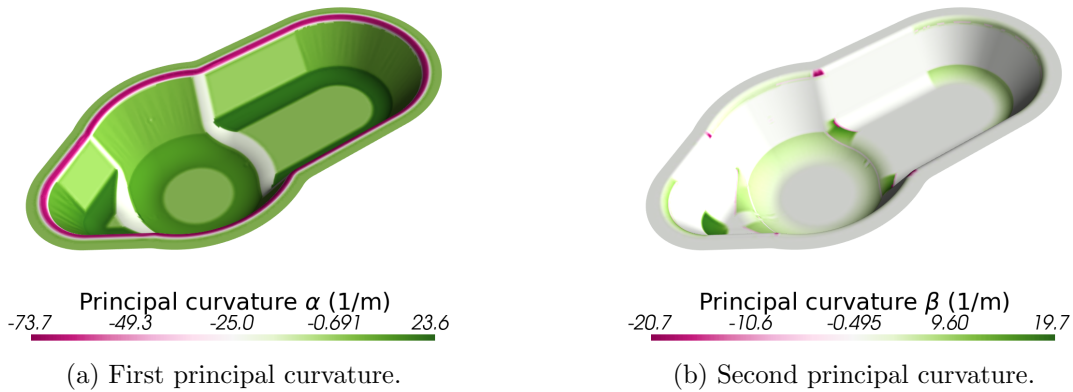 Principal curvature α (1/m)
-73.7 -49.3 -25.0 -0.691 23.6
(a) First principal curvature.
Principal curvature β (1/m)
-20.7 -10.6 -0.495 9.60 19.7
(b) Second principal curvature.